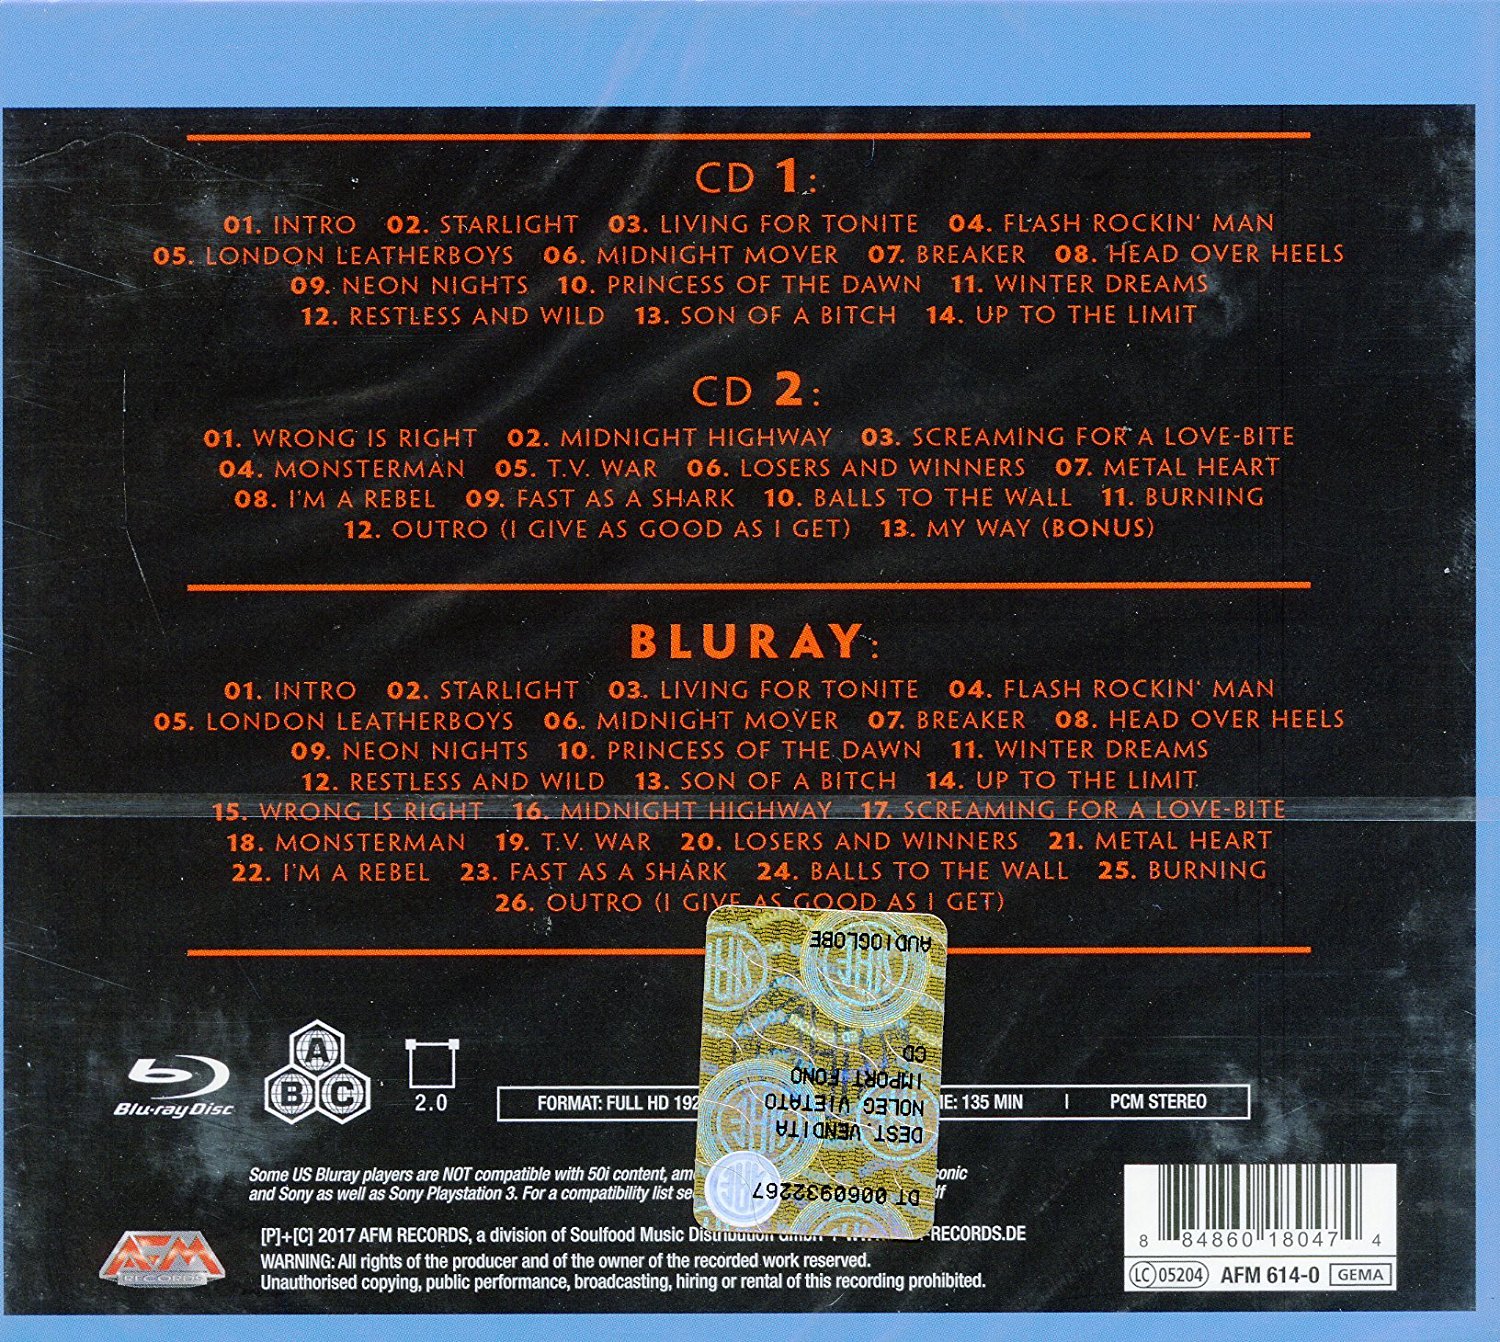 CD 1:
01. INTRO 02. STARLIGHT 03. LIVING FOR TONITE 04. FLASH ROCKIN' MAN
05. LONDON LEATHERBOYS 06. MIDNIGHT MOVER 07. BREAKER 08. HEAD OVER HEELS
09. NEON NIGHTS 10. PRINCESS OF THE DAWN 11. WINTER DREAMS
12. RESTLESS AND WILD 13. SON OF A BITCH 14. UP TO THE LIMIT
CD 2:
01. WRONG IS RIGHT 02. MIDNIGHT HIGHWAY 03. SCREAMING FOR A LOVE-BITE
04. MONSTERMAN 05. T.V. WAR 06. LOSERS AND WINNERS 07. METAL HEART
08. I'M A REBEL 09. FAST AS A SHARK 10. BALLS TO THE WALL 11. BURNING
12. OUTRO (I GIVE AS GOOD AS I GET) 13. MY WAY (BONUS)
BLURAY:
01. INTRO 02. STARLIGHT 03. LIVING FOR TONITE 04. FLASH ROCKIN' MAN
05. LONDON LEATHERBOYS 06. MIDNIGHT MOVER 07. BREAKER 08. HEAD OVER HEELS
09. NEON NIGHTS 10. PRINCESS OF THE DAWN 11. WINTER DREAMS
12. RESTLESS AND WILD 13. SON OF A BITCH 14. UP TO THE LIMIT
15. WRONG IS RIGHT 16. MIDNIGHT HIGHWAY 17. SCREAMING FOR A LOVE-BITE
18. MONSTERMAN 19. T.V. WAR 20. LOSERS AND WINNERS 21. METAL HEART
22. I'M A REBEL 23. FAST AS A SHARK 24. BALLS TO THE WALL 25. BURNING
26. OUTRO (I GIVE AS GOOD AS I GET)
AUDIOGLOBE
CD
IMPORT FONO
NOLEG VIETATO
DEST. VENDITA
DT 0060932267
Blu-ray Disc
A
B C
2.0
FORMAT: FULL HD 192 IE: 135 MIN | PCM STEREO
Some US Bluray players are NOT compatible with 50i content, am sonic
and Sony as well as Sony Playstation 3. For a compatibility list se ff
[P]+[C] 2017 AFM RECORDS, a division of Soulfood Music Distribution GmbH -RECORDS.DE
WARNING: All rights of the producer and of the owner of the recorded work reserved.
Unauthorised copying, public performance, broadcasting, hiring or rental of this recording prohibited.
AFM
RECORDS
8 84860 18047 4
LC 05204 AFM 614-0 GEMA